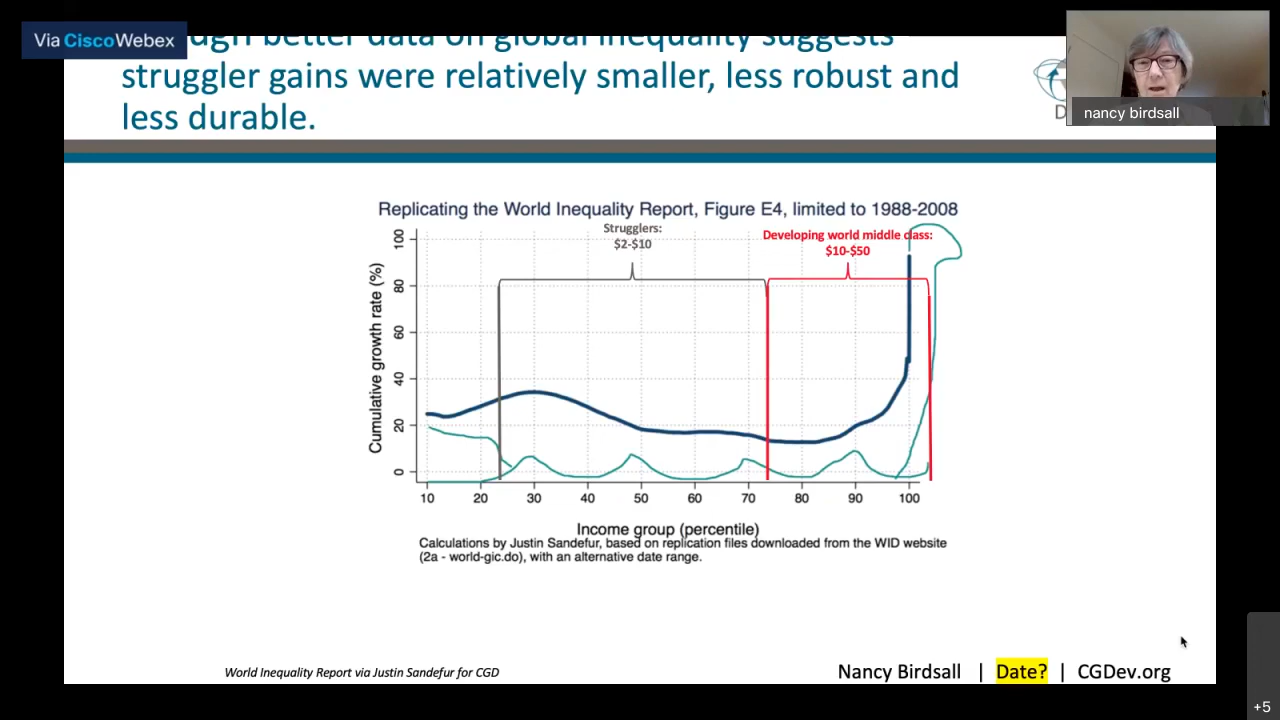 Via CiscoWebex
better data on global inequality suggests
struggler gains were relatively smaller, less robust and
less durable.
D
nancy birdsall
Replicating the World Inequality Report, Figure E4, limited to 1988-2008
Strugglers:
$2-$10
Developing world middle class:
$10-$50
Cumulative growth rate (%)
100
80
60
40
20
0
10 20 30 40 50 60 70 80 90 100
Income group (percentile)
Calculations by Justin Sandefur, based on replication files downloaded from the WID website
(2a - world-gic.do), with an alternative date range.
World Inequality Report via Justin Sandefur for CGD
Nancy Birdsall | Date? | CGDev.org
+5